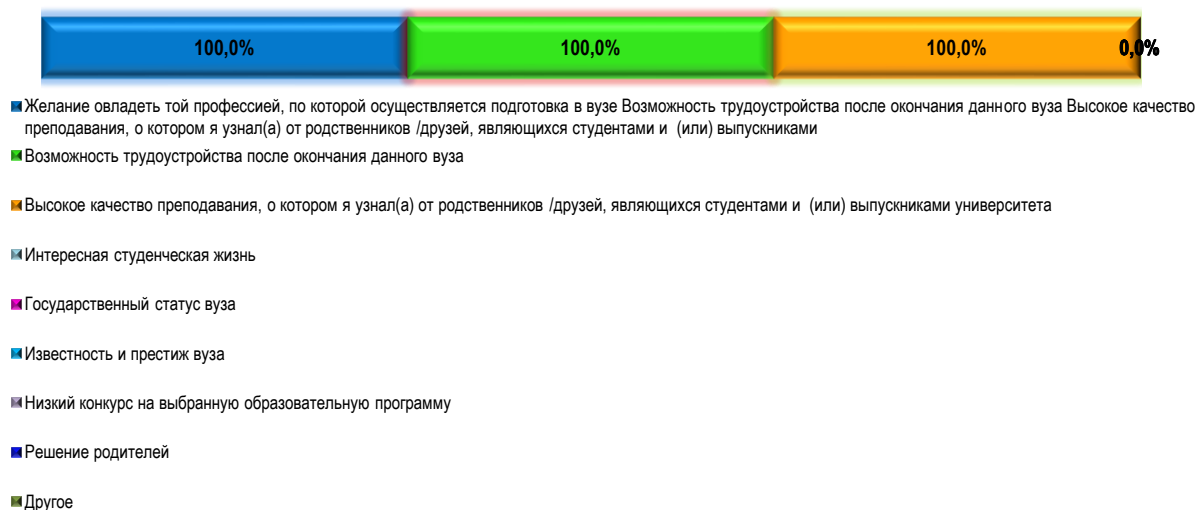 100,0% 100,0% 100,0% 0,0%
Желание овладеть той профессией, по которой осуществляется подготовка в вузе Возможность трудоустройства после окончания данного вуза Высокое качество
преподавания, о котором я узнал(а) от родственников /друзей, являющихся студентами и (или) выпускниками
Возможность трудоустройства после окончания данного вуза
Высокое качество преподавания, о котором я узнал(а) от родственников /друзей, являющихся студентами и (или) выпускниками университета
Интересная студенческая жизнь
Государственный статус вуза
Известность и престиж вуза
Низкий конкурс на выбранную образовательную программу
Решение родителей
Другое